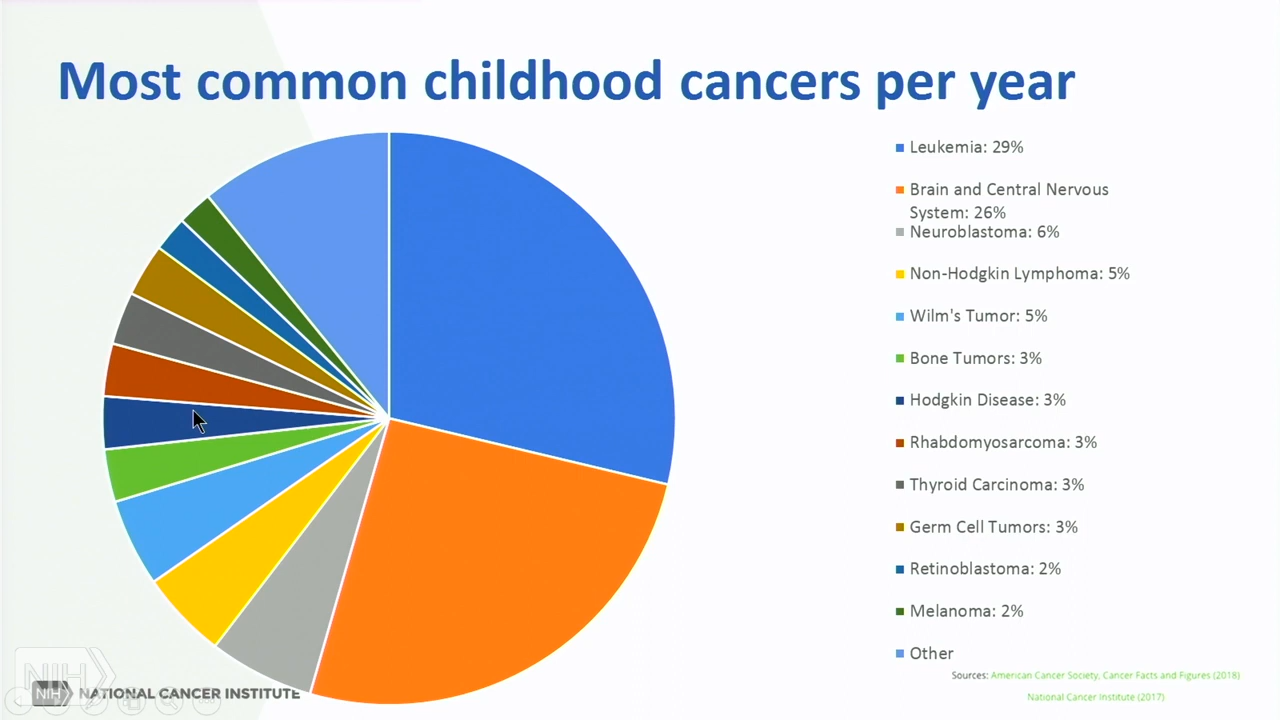 Most common childhood cancers per year
Leukemia: 29%
Brain and Central Nervous
System: 26%
Neuroblastoma: 6%
Non-Hodgkin Lymphoma: 5%
Wilm's Tumor: 5%
Bone Tumors: 3%
Hodgkin Disease: 3%
Rhabdomyosarcoma: 3%
Thyroid Carcinoma: 3%
Germ Cell Tumors: 3%
Retinoblastoma: 2%
Melanoma: 2%
Other
Sources: American Cancer Society, Cancer Facts and Figures (2018)
National Cancer Institute (2017)
NIH
NIH NATIONAL CANCER INSTITUTE